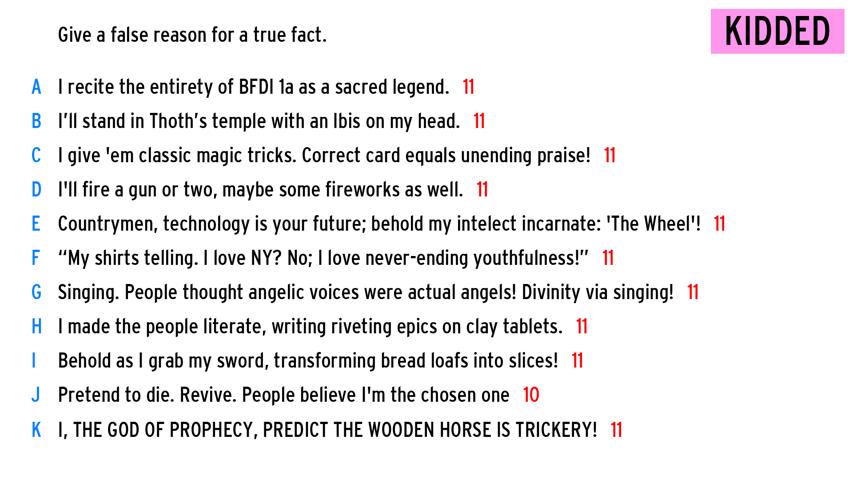 Give a false reason for a true fact.
KIDDED
A I recite the entirety of BFDI 1a as a sacred legend. 11
B I’ll stand in Thoth’s temple with an Ibis on my head. 11
C I give 'em classic magic tricks. Correct card equals unending praise! 11
D I'll fire a gun or two, maybe some fireworks as well. 11
E Countrymen, technology is your future; behold my intelect incarnate: 'The Wheel'! 11
F “My shirts telling. I love NY? No; I love never-ending youthfulness!” 11
G Singing. People thought angelic voices were actual angels! Divinity via singing! 11
H I made the people literate, writing riveting epics on clay tablets. 11
I Behold as I grab my sword, transforming bread loafs into slices! 11
J Pretend to die. Revive. People believe I'm the chosen one 10
K I, THE GOD OF PROPHECY, PREDICT THE WOODEN HORSE IS TRICKERY! 11